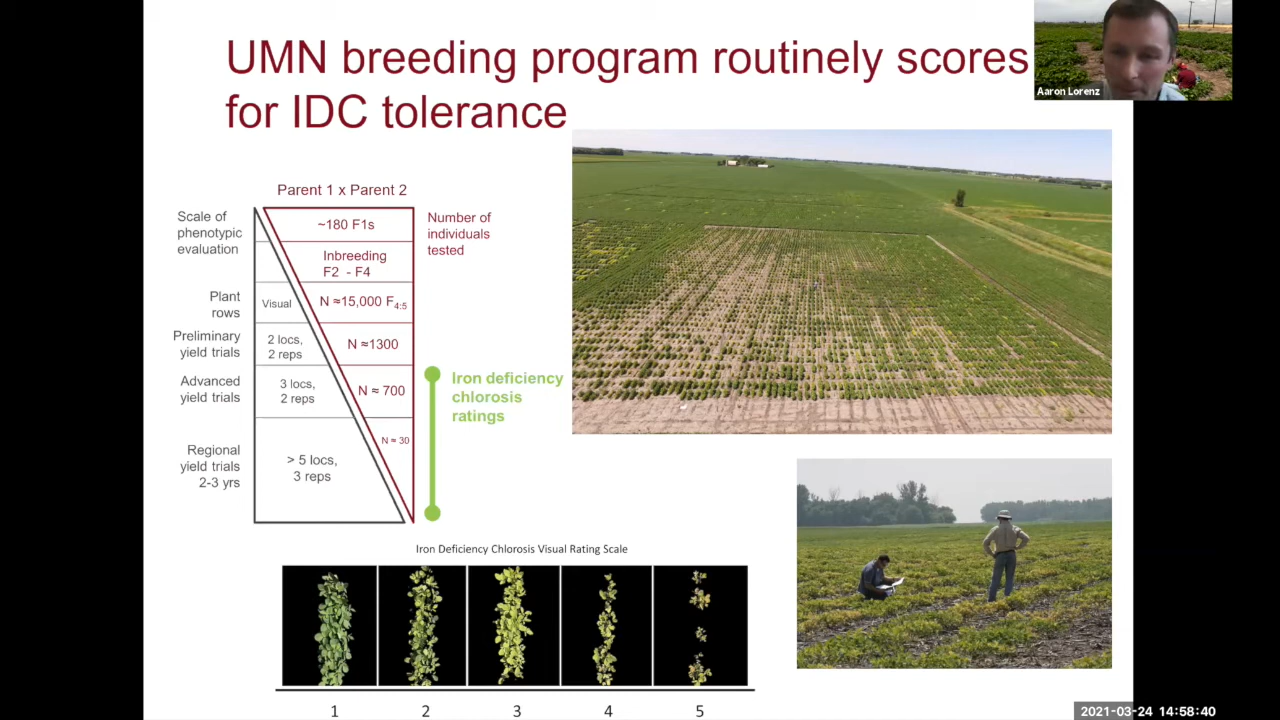 UMN breeding program routinely scores
for IDC tolerance
Aaron Lorenz
Parent 1 x Parent 2
Scale of
phenotypic
evaluation
~180 F1s
Number of
individuals
tested
Inbreeding
F2 - F4
Plant
rows
Visual
N ≈15,000 F4:5
Preliminary
yield trials
2 locs,
2 reps
N ≈1300
Advanced
yield trials
3 locs,
2 reps
N ≈ 700
Iron deficiency
chlorosis
ratings
Regional
yield trials
2-3 yrs
> 5 locs,
3 reps
N ≈ 30
Iron Deficiency Chlorosis Visual Rating Scale
1 2 3 4 5
2021-03-24 14:58:40